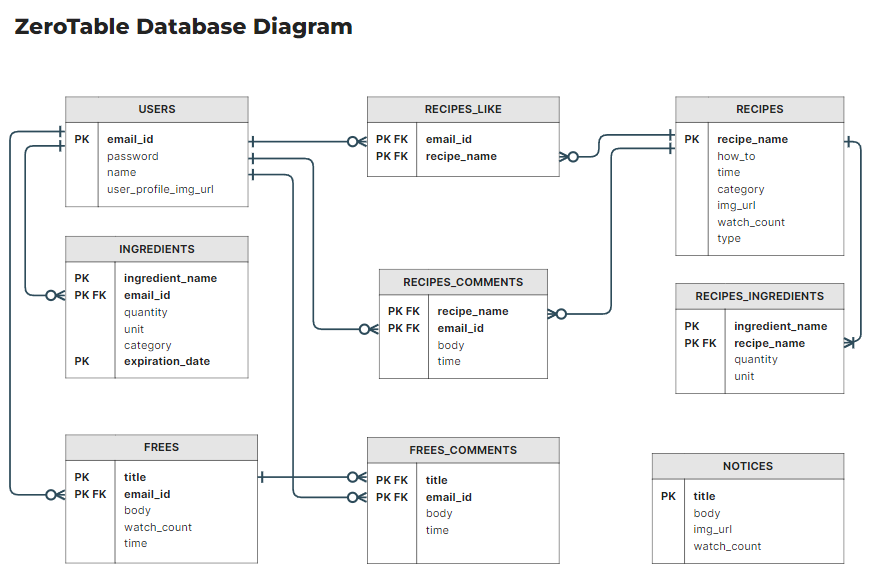 ZeroTable Database Diagram
USERS
PK email_id
password
name
user_profile_img_url
RECIPES_LIKE
PK FK email_id
PK FK recipe_name
RECIPES
PK recipe_name
how_to
time
category
img_url
watch_count
type
INGREDIENTS
PK ingredient_name
PK FK email_id
quantity
unit
category
PK expiration_date
RECIPES_COMMENTS
PK FK recipe_name
PK FK email_id
body
time
RECIPES_INGREDIENTS
PK ingredient_name
PK FK recipe_name
quantity
unit
FREES
PK title
PK FK email_id
body
watch_count
time
FREES_COMMENTS
PK FK title
PK FK email_id
body
time
NOTICES
PK title
body
img_url
watch_count